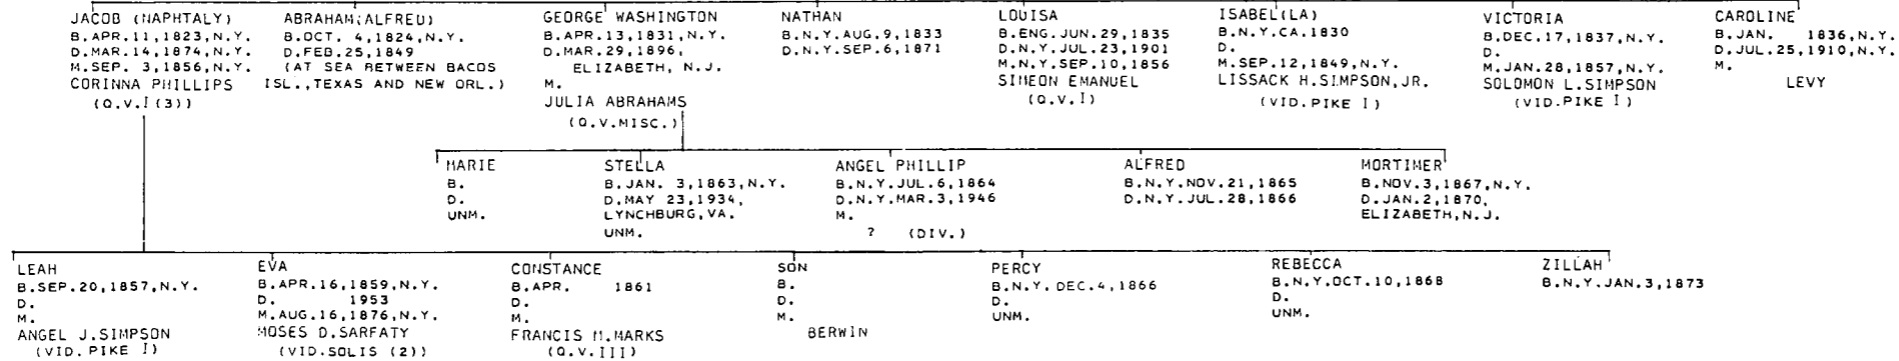 JACOB (NAPHTALY)
B.APR.11,1823,N.Y.
D.MAR.14,1874,N.Y.
M.SEP. 3,1856,N.Y.
CORINNA PHILLIPS
(Q.V.I(3))
ABRAHAM(ALFRED)
B.OCT. 4,1824,N.Y.
D.FEB.25,1849
(AT SEA BETWEEN BACOS
ISL.,TEXAS AND NEW ORL.)
GEORGE WASHINGTON
B.APR.13,1831,N.Y.
D.MAR.29,1896,
ELIZABETH, N.J.
M.
JULIA ABRAHAMS
(Q.V.MISC.)
NATHAN
B.N.Y.AUG.9,1833
D.N.Y.SEP.6,1871
LOUISA
B.ENG.JUN.29,1835
D.N.Y.JUL.23,1901
M.N.Y.SEP.10,1856
SIMEON EMANUEL
(Q.V.I)
ISABEL(LA)
B.N.Y.CA.1830
D.
M.SEP.12,1849,N.Y.
LISSACK H.SIMPSON,JR.
(VID.PIKE I)
VICTORIA
B.DEC.17,1837,N.Y.
D.
M.JAN.28,1857,N.Y.
SOLOMON L.SIMPSON
(VID.PIKE I)
CAROLINE
B.JAN. 1836,N.Y.
D.JUL.25,1910,N.Y.
M.
LEVY
MARIE
B.
D.
UNM.
STELLA
B.JAN. 3,1863,N.Y.
D.MAY 23,1934,
LYNCHBURG,VA.
UNM.
ANGEL PHILLIP
B.N.Y.JUL.6,1864
D.N.Y.MAR.3,1946
M.
? (DIV.)
ALFRED
B.N.Y.NOV.21,1865
D.N.Y.JUL.28,1866
MORTIMER
B.NOV.3,1867,N.Y.
D.JAN.2,1870,
ELIZABETH,N.J.
LEAH
B.SEP.20,1857,N.Y.
D.
M.
ANGEL J.SIMPSON
(VID. PIKE I)
EVA
B.APR.16,1859,N.Y.
D. 1953
M.AUG.16,1876,N.Y.
MOSES D.SARFATY
(VID.SOLIS (2))
CONSTANCE
B.APR. 1861
D.
M.
FRANCIS M.MARKS
(Q.V.III)
SON
B.
D.
M.
BERWIN
PERCY
B.N.Y. DEC.4,1866
D.
UNM.
REBECCA
B.N.Y.OCT.10,1868
D.
UNM.
ZILLAH
B.N.Y.JAN.3,1873